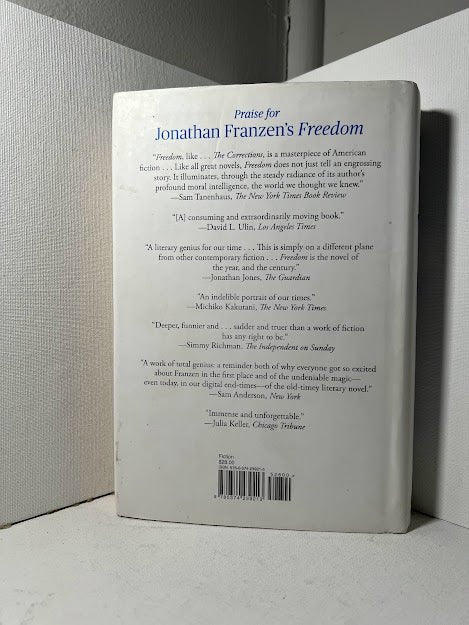 Praise for
Jonathan Franzen's Freedom
"Freedom, like . . . The Corrections, is a masterpiece of American
fiction . . . Like all great novels, Freedom does not just tell an engrossing
story. It illuminates, through the steady radiance of its author's
profound moral intelligence, the world we thought we knew."
—Sam Tanenhaus, The New York Times Book Review
"[A] consuming and extraordinarily moving book."
—David L. Ulin, Los Angeles Times
"A literary genius for our time . . . This is simply on a different plane
from other contemporary fiction . . . Freedom is the novel of
the year, and the century."
—Jonathan Jones, The Guardian
"An indelible portrait of our times."
—Michiko Kakutani, The New York Times
"Deeper, funnier and . . . sadder and truer than a work of fiction
has any right to be."
—Simmy Richman, The Independent on Sunday
"A work of total genius: a reminder both of why everyone got so excited
about Franzen in the first place and of the undeniable magic—
even today, in our digital end-times—of the old-timey literary novel."
—Sam Anderson, New York
"Immense and unforgettable."
—Julia Keller, Chicago Tribune
Fiction
$28.00
ISBN
52800